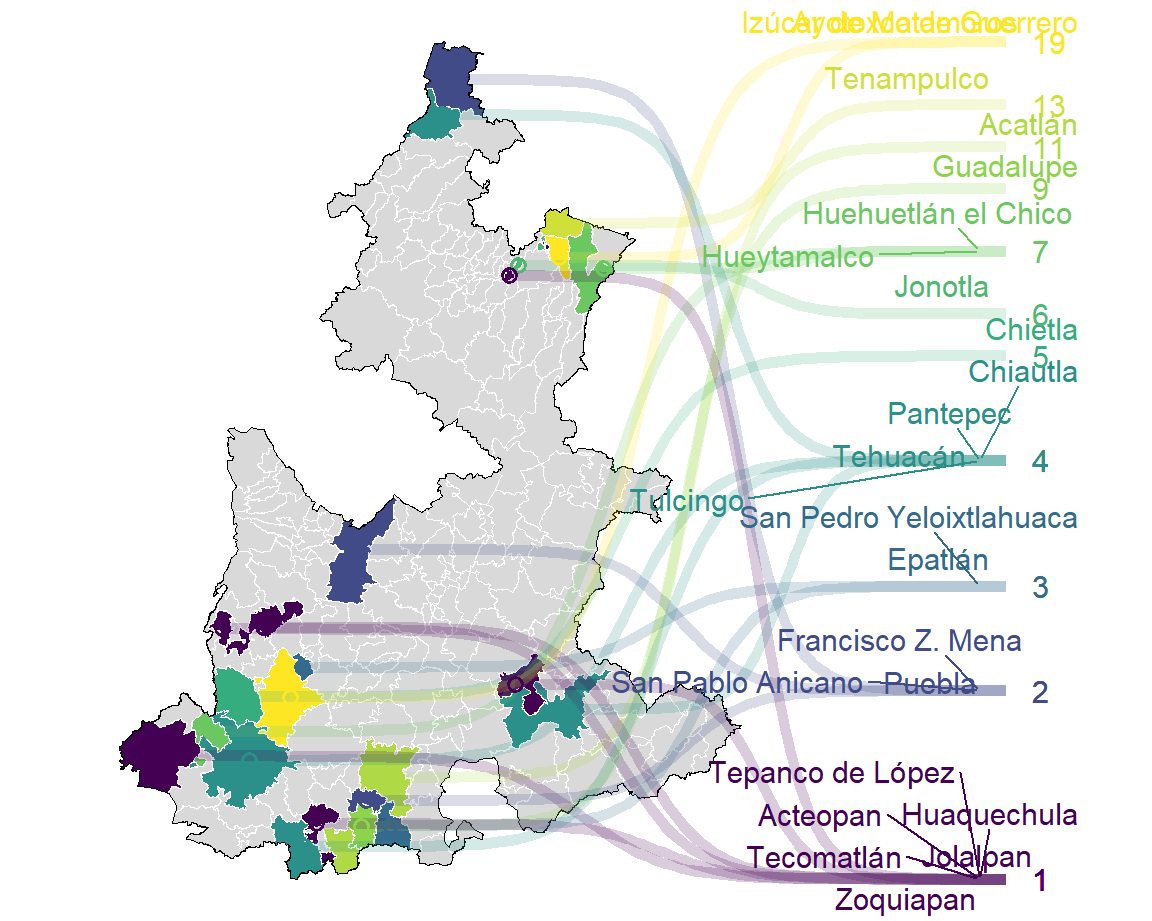 Izúcar de Matamoros
Ayotoxco de Guerrero
19
Tenampulco
13
Acatlán
11
Guadalupe
9
Huehuetlán el Chico
Hueytamalco
7
Jonotla
6
Chietla
5
Chiautla
Pantepec
Tehuacán
4
Tulcingo
San Pedro Yeloixtlahuaca
Epatlán
3
Francisco Z. Mena
San Pablo Anicano
Puebla
2
Tepanco de López
Acteopan
Huaquechula
Tecomatlán
Jolalpan
1
Zoquiapan